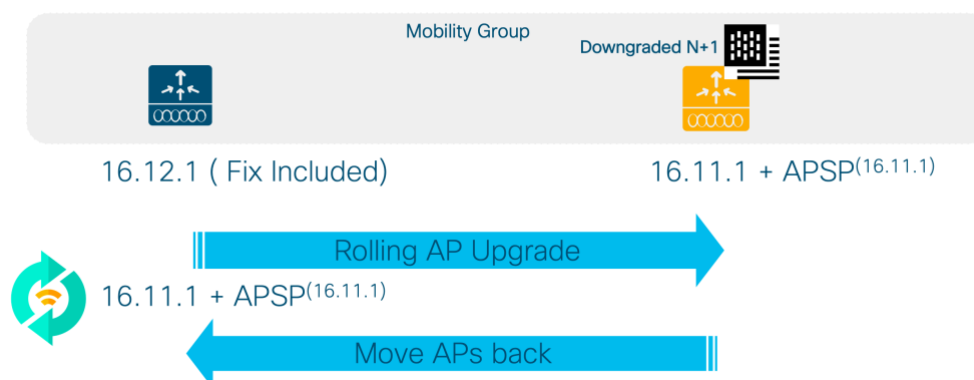 Mobility Group
Downgraded N+1
16.12.1 ( Fix Included)
16.11.1 + APSP(16.11.1)
Rolling AP Upgrade
16.11.1 + APSP(16.11.1)
Move APs back